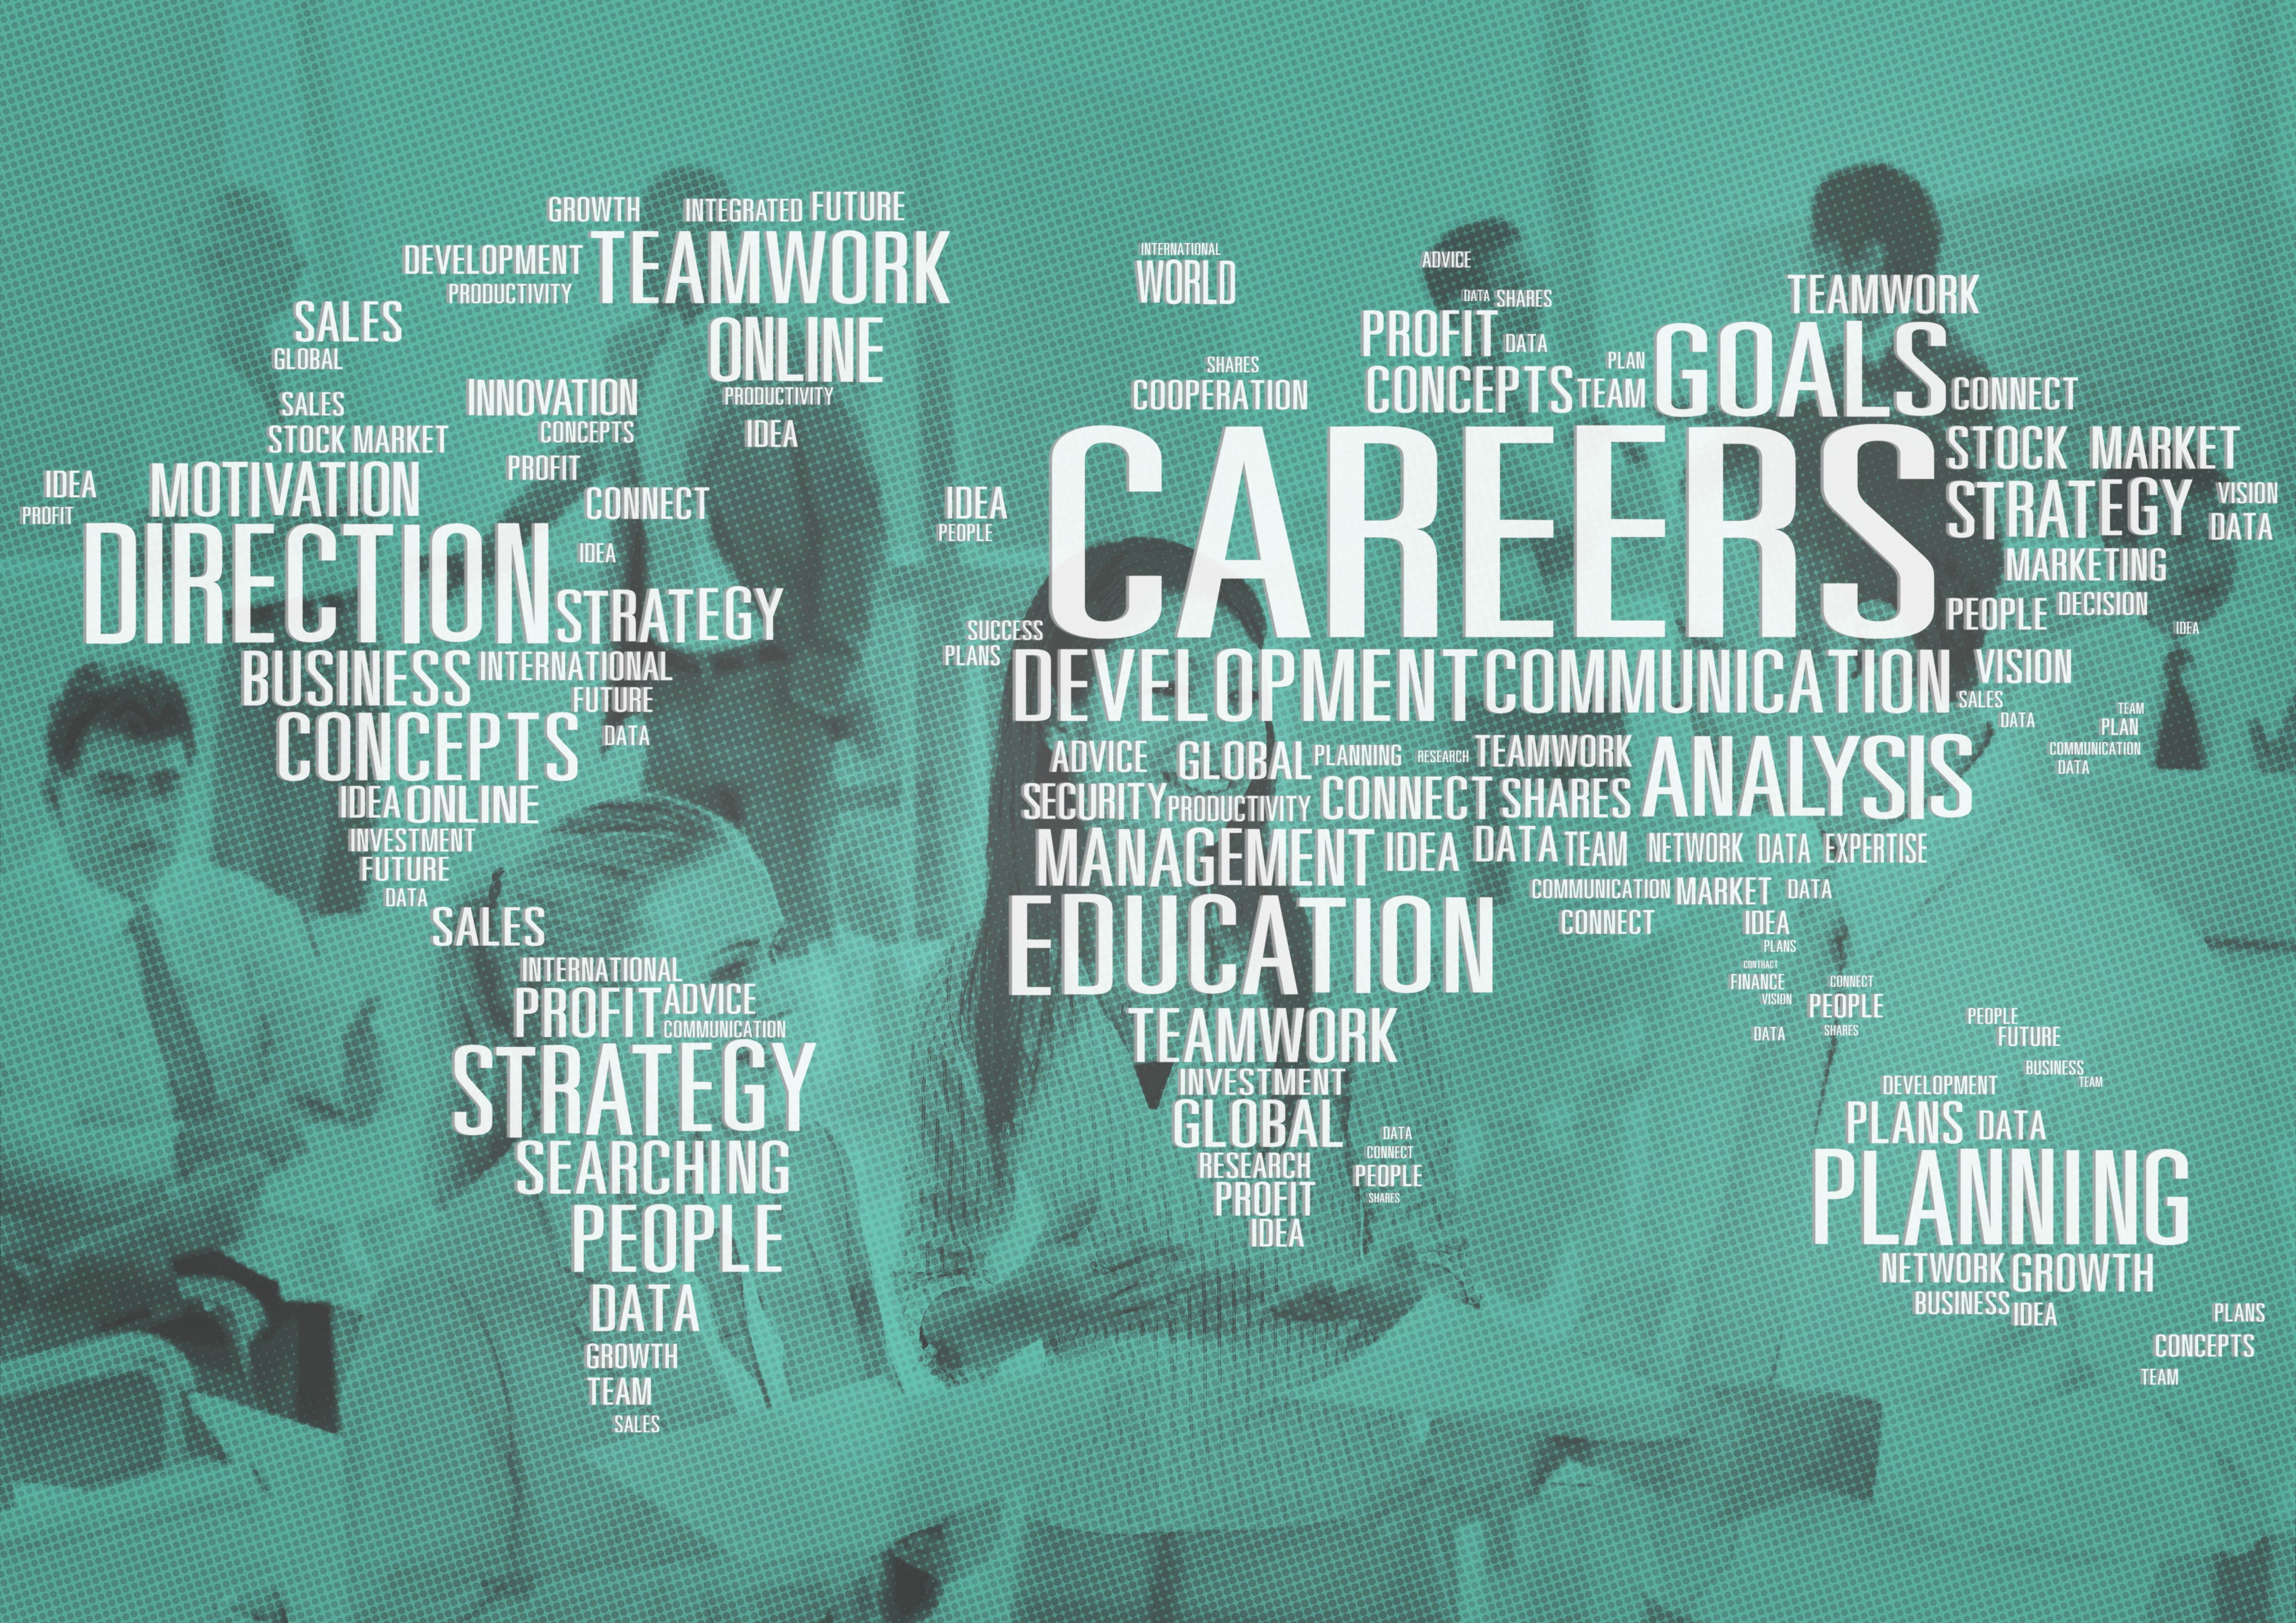 GROWTH INTEGRATED FUTURE
DEVELOPMENT TEAMWORK
PRODUCTIVITY
SALES ONLINE
GLOBAL
INNOVATION PRODUCTIVITY
SALES CONCEPTS IDEA
STOCK MARKET
IDEA MOTIVATION PROFIT
PROFIT CONNECT
DIRECTION IDEA
STRATEGY
BUSINESS INTERNATIONAL
FUTURE
CONCEPTS DATA
IDEA ONLINE
INVESTMENT
FUTURE
DATA
SALES
INTERNATIONAL
PROFIT ADVICE
COMMUNICATION
STRATEGY
SEARCHING
PEOPLE
DATA
GROWTH
TEAM
SALES
INTERNATIONAL
WORLD
ADVICE
DATA SHARES
PROFIT DATA
SHARES
COOPERATION
CONCEPTS TEAM
PLAN
TEAMWORK
GOALS CONNECT
IDEA
PEOPLE
CAREERS
STOCK MARKET
STRATEGY VISION
DATA
MARKETING
PEOPLE DECISION
IDEA
SUCCESS
PLANS
DEVELOPMENT COMMUNICATION VISION
SALES
DATA
TEAM
PLAN
COMMUNICATION
DATA
ADVICE GLOBAL PLANNING RESEARCH TEAMWORK ANALYSIS
SECURITY PRODUCTIVITY CONNECT SHARES
MANAGEMENT IDEA DATA TEAM NETWORK DATA EXPERTISE
COMMUNICATION MARKET DATA
CONNECT IDEA
PLANS
EDUCATION
CONTRACT
FINANCE CONNECT
VISION PEOPLE
DATA SHARES
TEAMWORK
INVESTMENT
GLOBAL
RESEARCH
PROFIT
IDEA
DATA
CONNECT
PEOPLE
SHARES
PEOPLE
FUTURE
BUSINESS
TEAM
DEVELOPMENT
PLANS DATA
PLANNING
NETWORK GROWTH
BUSINESS IDEA
PLANS
CONCEPTS
TEAM